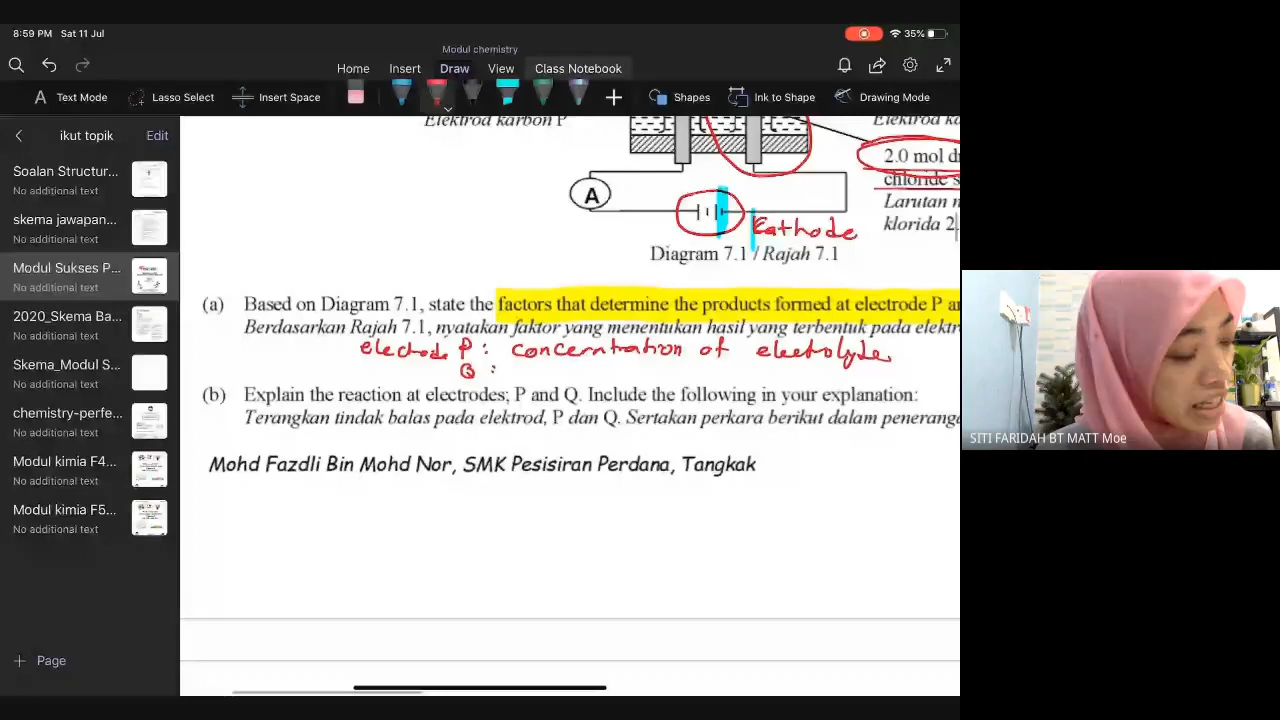 8:59 PM Sat 11 Jul
35%
Modul chemistry
Home Insert Draw View Class Notebook
Text Mode Lasso Select Insert Space Shapes Ink to Shape Drawing Mode
ikut topik Edit
Soalan Structur...
No additional text
skema jawapan...
No additional text
Modul Sukses P...
No additional text
2020_Skema Ba...
No additional text
Skema_Modul S...
No additional text
chemistry-perfe...
No additional text
Modul kimia F4...
No additional text
Modul kimia F5...
No additional text
Page
Elektrod karbon P
Elektrod ka
2.0 mol d
chloride s
Larutan n
klorida 2.
A
Cathode
Diagram 7.1 / Rajah 7.1
(a) Based on Diagram 7.1, state the factors that determine the products formed at electrode P an
Berdasarkan Rajah 7.1, nyatakan faktor yang menentukan hasil yang terbentuk pada elektr
electrode P : concerntration of electrolyde
Q :
(b) Explain the reaction at electrodes; P and Q. Include the following in your explanation:
Terangkan tindak balas pada elektrod, P dan Q. Sertakan perkara berikut dalam peneranga
Mohd Fazdli Bin Mohd Nor, SMK Pesisiran Perdana, Tangkak
SITI FARIDAH BT MATT Moe